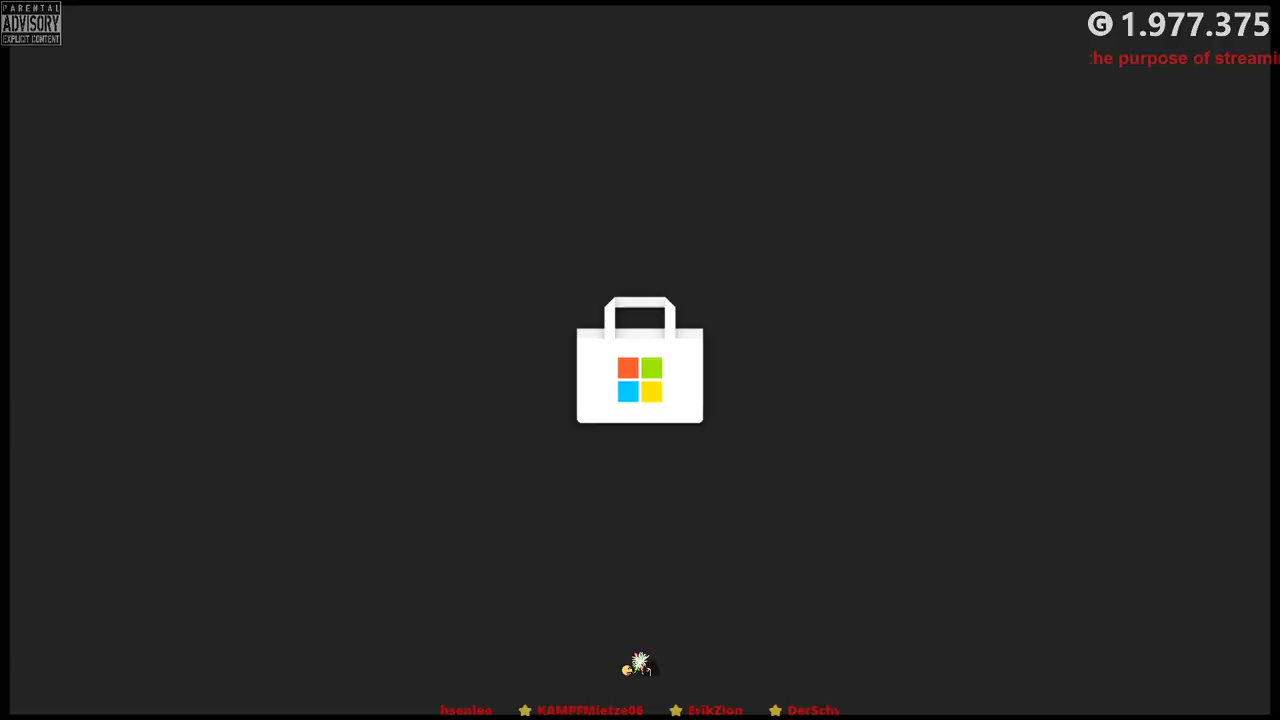 PARENTAL
ADVISORY
EXPLICIT CONTENT
G 1.977.375
he purpose of streami
KAMPFMietze06 ErikZion DerSch